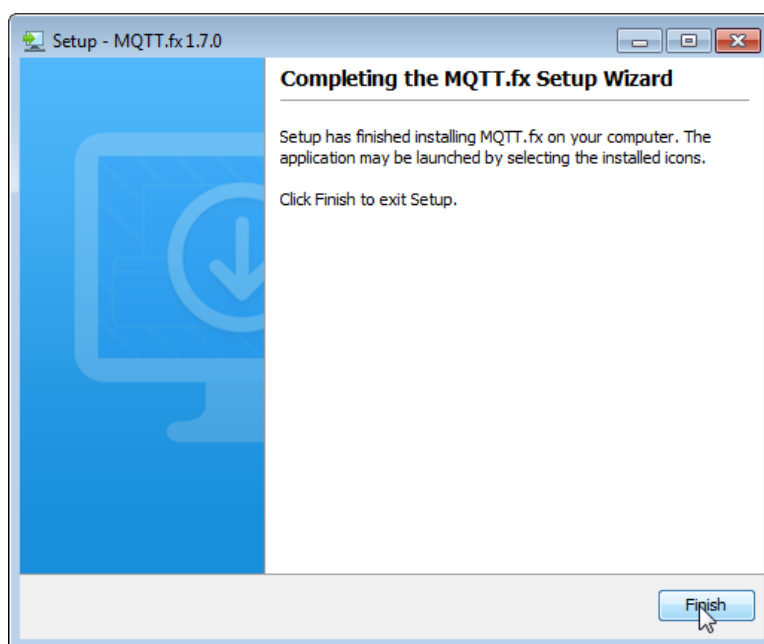 Setup - MQTT.fx 1.7.0
Completing the MQTT.fx Setup Wizard
Setup has finished installing MQTT.fx on your computer. The
application may be launched by selecting the installed icons.
Click Finish to exit Setup.
Finish